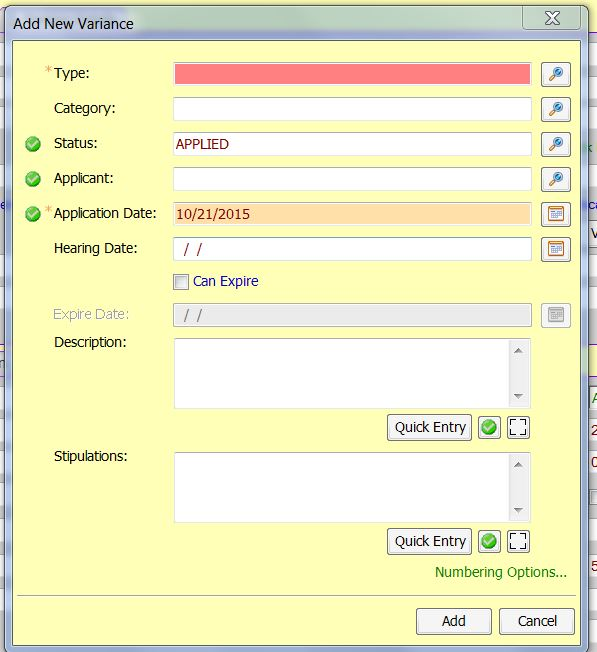 Add New Variance
* Type:
Category:
Status: APPLIED
Applicant:
* Application Date: 10/21/2015
Hearing Date: / /
Can Expire
Expire Date: / /
Description:
Quick Entry
Stipulations:
Quick Entry
Numbering Options...
Add Cancel